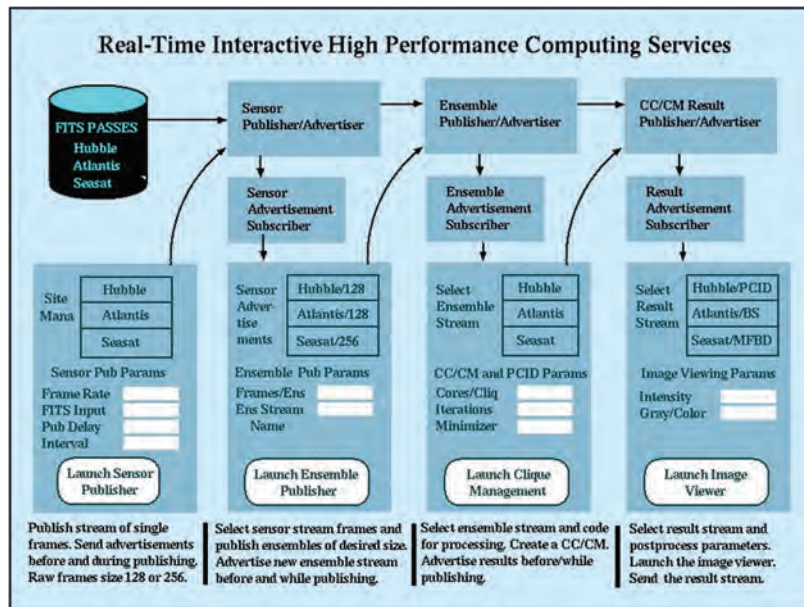 Real-Time Interactive High Performance Computing Services
FITS PASSES
Hubble
Atlantis
Seasat
Sensor
Publisher/Advertiser
Ensemble
Publisher/Advertiser
CC/CM Result
Publisher/Advertiser
Sensor
Advertisement
Subscriber
Ensemble
Advertisement
Subscriber
Result
Advertisement
Subscriber
Site
Mana
Hubble
Atlantis
Seasat
Sensor Pub Params
Frame Rate
FITS Input
Pub Delay
Interval
Launch Sensor
Publisher
Sensor
Adver-
tise
ments
Hubble/128
Atlantis/128
Seasat/256
Ensemble Pub Params
Frames/Ens
Ens Stream
Name
Launch Ensemble
Publisher
Select
Ensemble
Stream
Hubble
Atlantis
Seasat
CC/CM and PCID Params
Cores/Cliq
Iterations
Minimizer
Launch Clique
Management
Select
Result
Stream
Hubble/PCID
Atlantis/BS
Seasat/MFBD
Image Viewing Params
Intensity
Gray/Color
Launch Image
Viewer
Publish stream of single
frames. Send advertisements
before and during publishing.
Raw frames size 128 or 256.
Select sensor stream frames and
publish ensembles of desired size.
Advertise new ensemble stream
before and while publishing.
Select ensemble stream and code
for processing. Create a CC/CM.
Advertise results before/while
publishing.
Select result stream and
postprocess parameters.
Launch the image viewer.
Send the result stream.